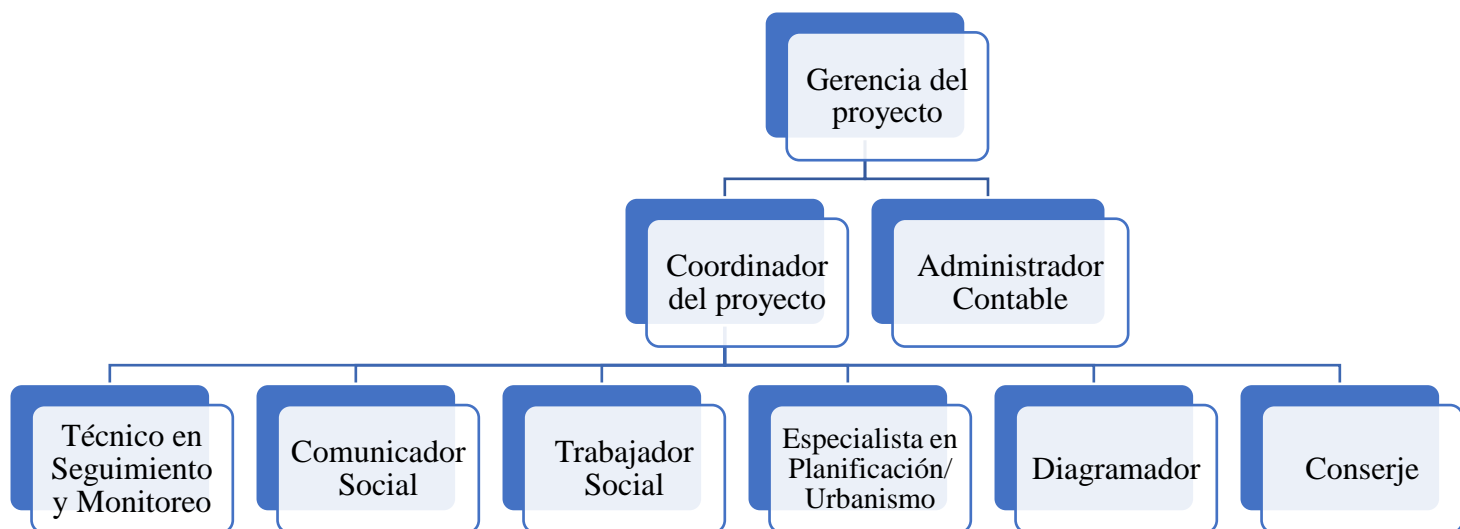 Gerencia del
proyecto
Coordinador
del proyecto
Administrador
Contable
Técnico en
Seguimiento
y Monitoreo
Comunicador
Social
Trabajador
Social
Especialista en
Planificación/
Urbanismo
Diagramador
Conserje